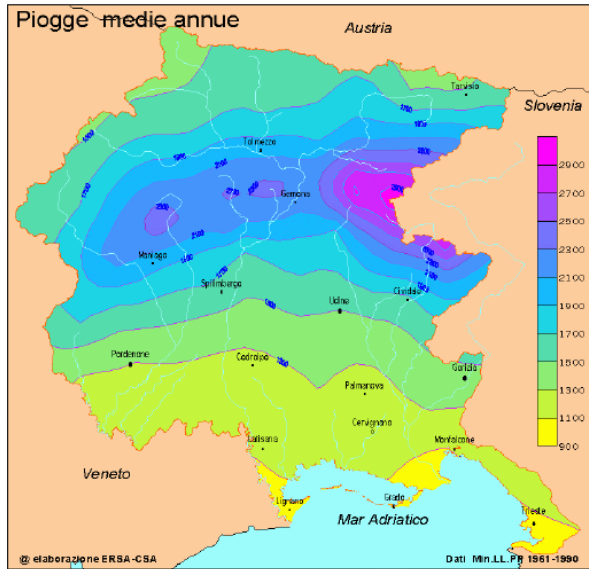 Piogge medie annue
Austria
Tarvisio
Slovenia
Tolmezzo
Gemona
Maniago
Spilimbergo
Udine
Cividale
Pordenone
Codroipo
Gorizia
Palmanova
Cervignano
Latisana
Monfalcone
Veneto
Lignano
Grado
Trieste
Mar Adriatico
2900
2700
2500
2300
2100
1900
1700
1500
1300
1100
900
@ elaborazione ERSA-CSA
Dati Min.LL.PP 1961-1990